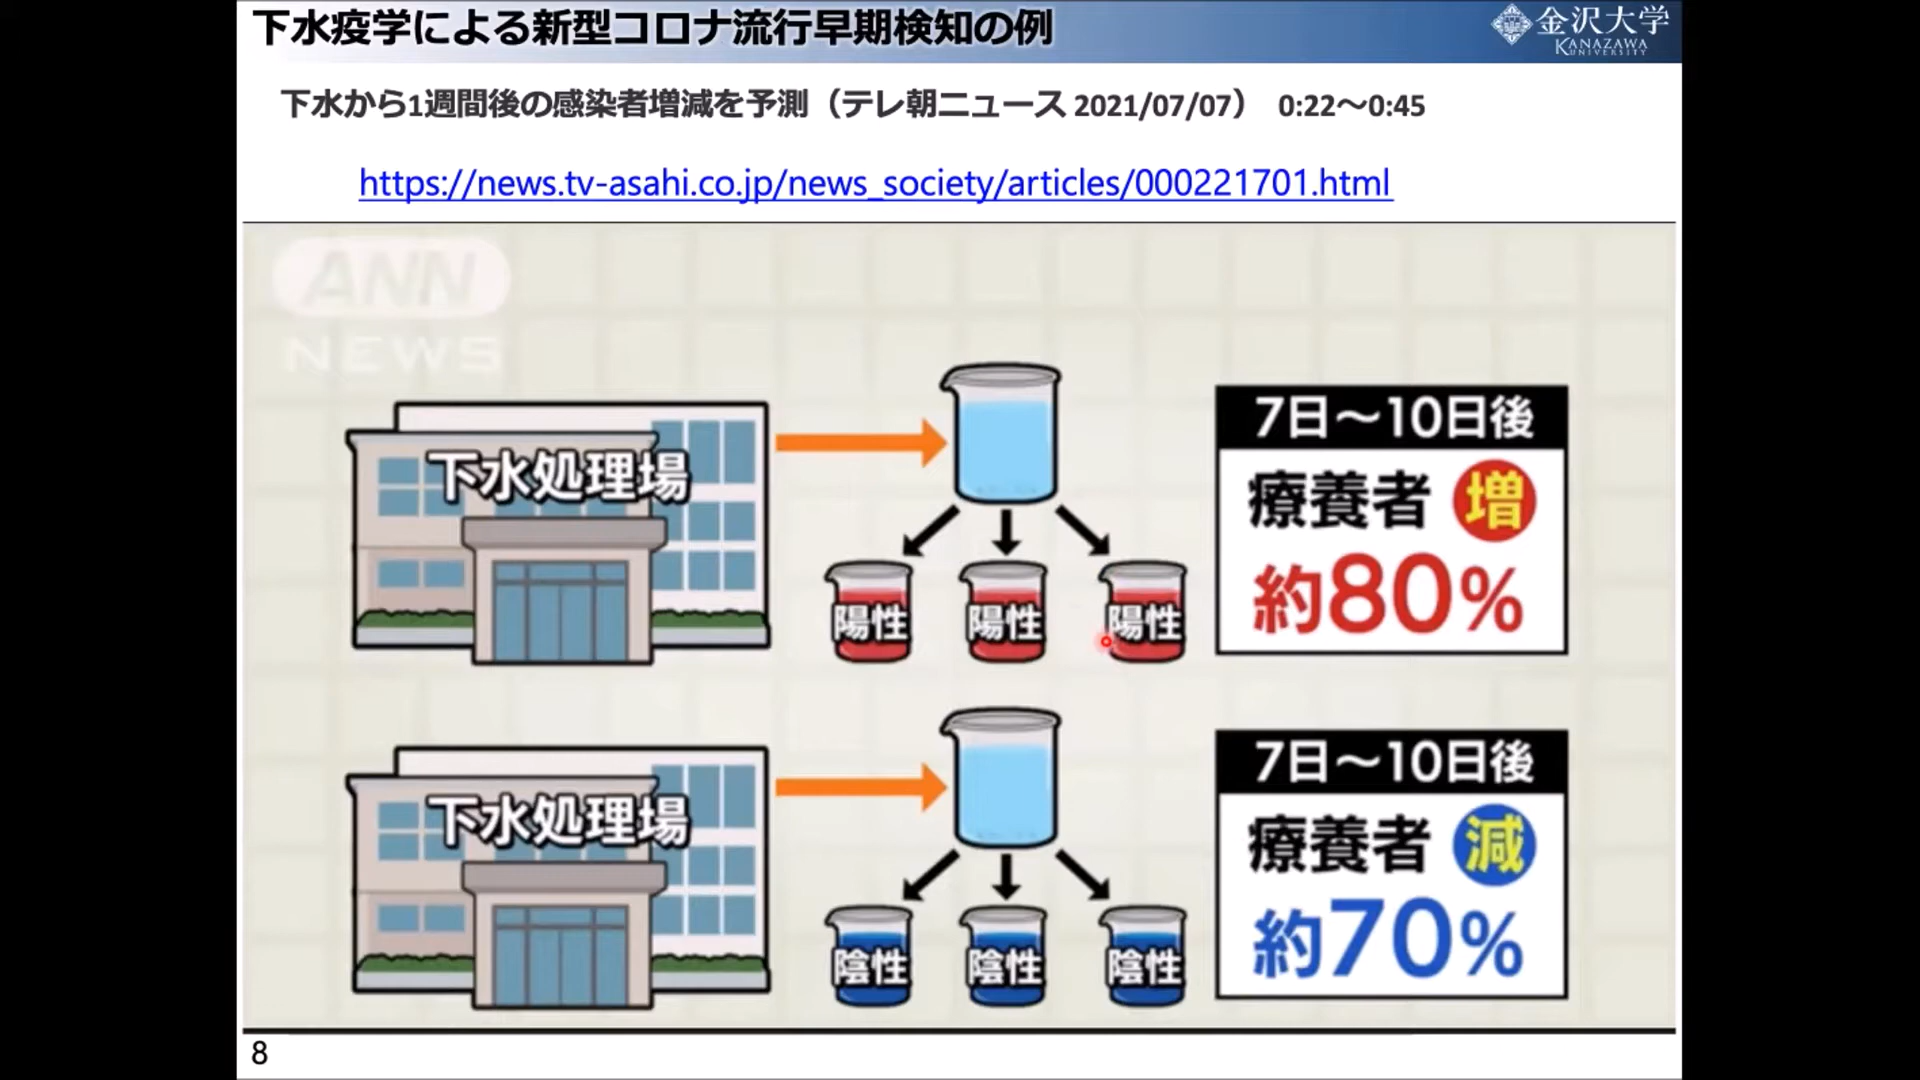 下水疫学による新型コロナ流行早期検知の例
金沢大学
KANAZAWA
UNIVERSITY
下水から1週間後の感染者増減を予測（テレ朝ニュース 2021/07/07） 0:22～0:45
https://news.tv-asahi.co.jp/news_society/articles/000221701.html
ANN
NEWS
下水処理場
陽性
陽性
陽性
7日～10日後
療養者 増
約80%
下水処理場
陰性
陰性
陰性
7日～10日後
療養者 減
約70%
8